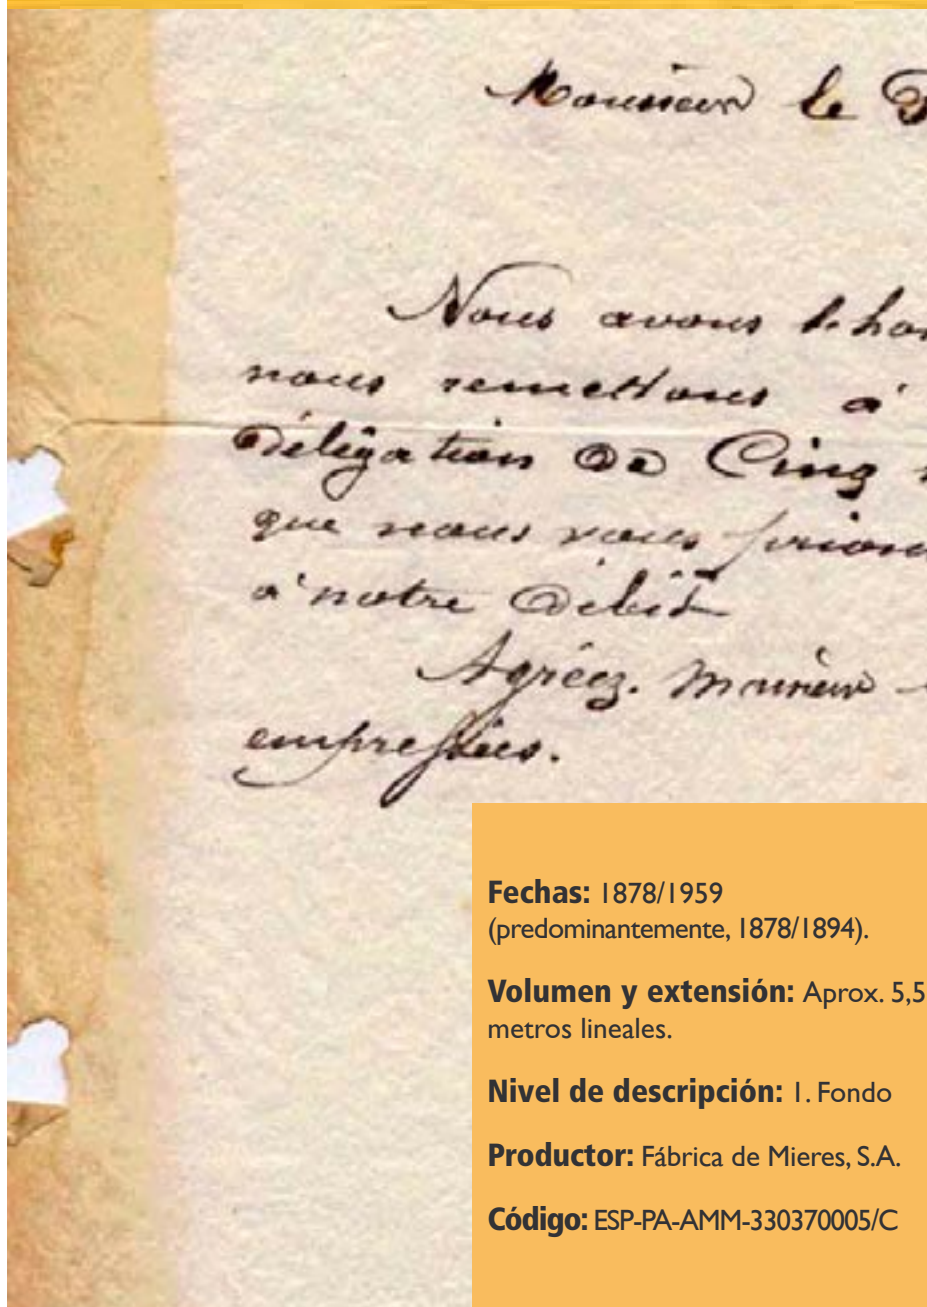 Monsieur le
Nous avons l'hon
nous remettons à
Délégation De Cinq
que nous vous prions
à notre Débit
Agréez. Monsieur
empressées.
Fechas: 1878/1959
(predominantemente, 1878/1894).
Volumen y extensión: Aprox. 5,5
metros lineales.
Nivel de descripción: 1. Fondo
Productor: Fábrica de Mieres, S.A.
Código: ESP-PA-AMM-330370005/C